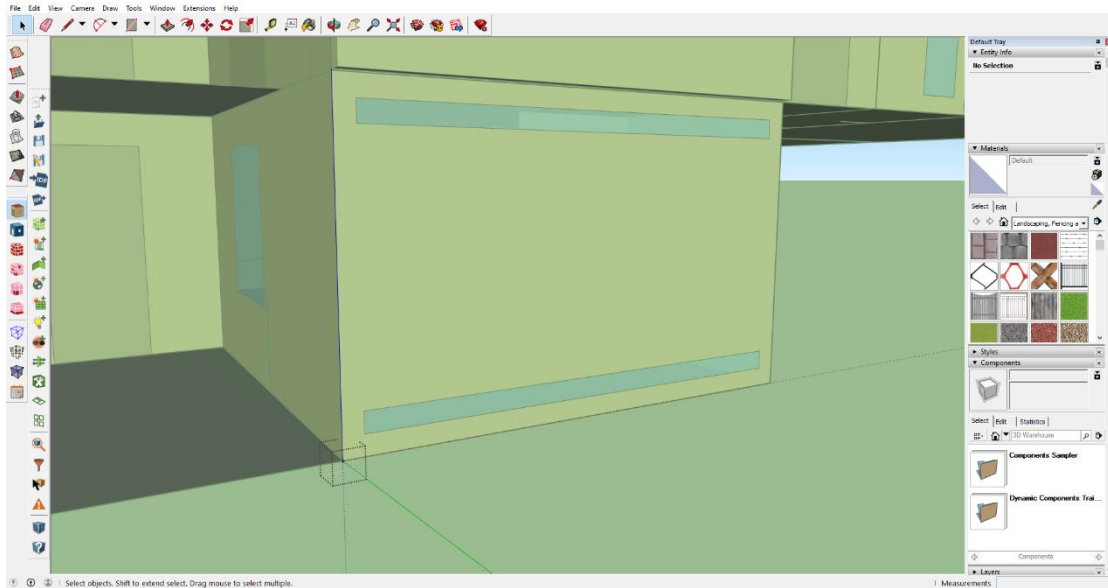 File Edit View Camera Draw Tools Window Extensions Help
Default Tray
Entity Info
No Selection
Materials
Default
Select Edit
Landscaping, Fencing a
Styles
Components
Select Edit Statistics
3D Warehouse
Components Sampler
Dynamic Components Trai...
Components
Layers
Select objects. Shift to extend select. Drag mouse to select multiple.
Measurements